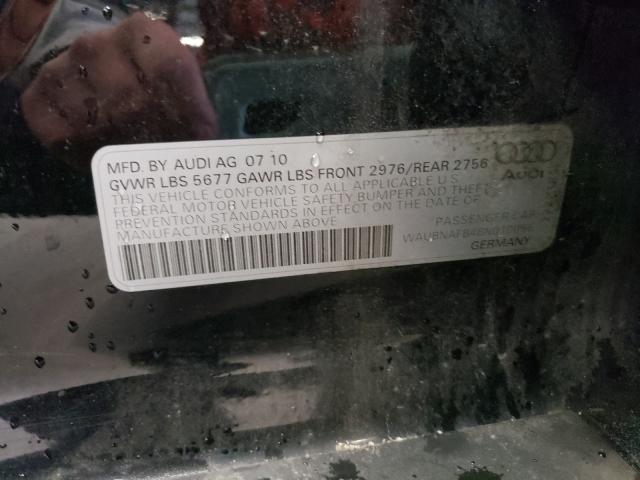 MFD. BY AUDI AG 07 10
GVWR LBS 5677 GAWR LBS FRONT 2976/REAR 2756
THIS VEHICLE CONFORMS TO ALL APPLICABLE U.S.
FEDERAL MOTOR VEHICLE SAFETY BUMPER AND THEFT
PREVENTION STANDARDS IN EFFECT ON THE DATE OF
MANUFACTURE SHOWN ABOVE
AUDI
PASSENGER CAR
GERMANY